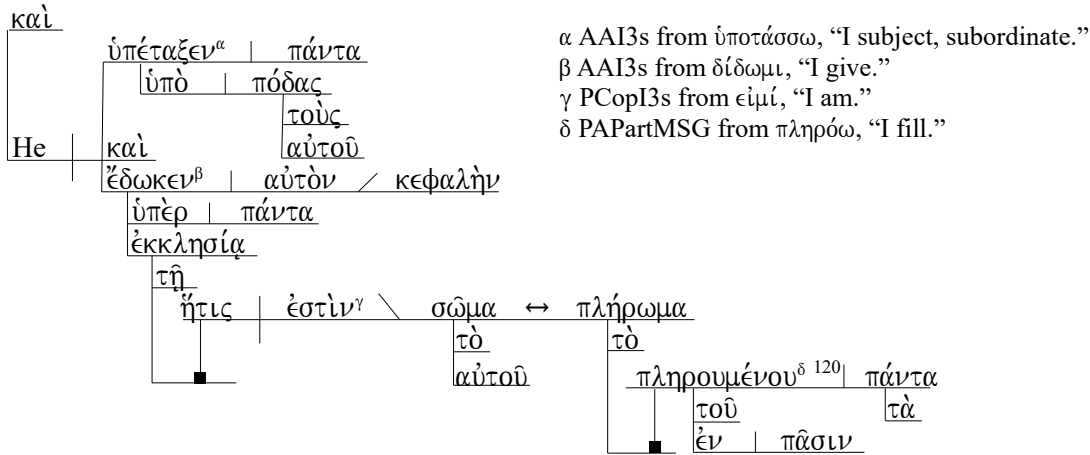 καὶ
ὑπέταξεν^α πάντα
ὑπὸ πόδας
τοὺς
He καὶ αὐτοῦ
ἔδωκεν^β αὐτὸν κεφαλὴν
ὑπὲρ πάντα
ἐκκλησίᾳ
τῇ
ἥτις ἐστὶν^γ σῶμα ↔ πλήρωμα
τὸ τὸ
αὐτοῦ
πληρουμένου^δ 120 πάντα
τοῦ τὰ
ἐν πᾶσιν
α AAI3s from ὑποτάσσω, “I subject, subordinate.”
β AAI3s from δίδωμι, “I give.”
γ PCopI3s from εἰμί, “I am.”
δ PAPartMSG from πληρόω, “I fill.”